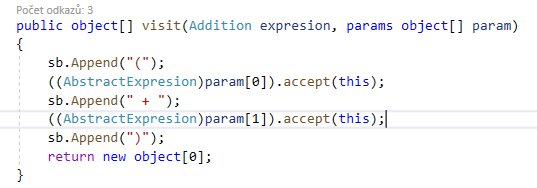 Počet odkazů: 3
public object[] visit(Addition expresion, params object[] param)
{
sb.Append("(");
((AbstractExpresion)param[0]).accept(this);
sb.Append(" + ");
((AbstractExpresion)param[1]).accept(this);
sb.Append(")");
return new object[0];
}